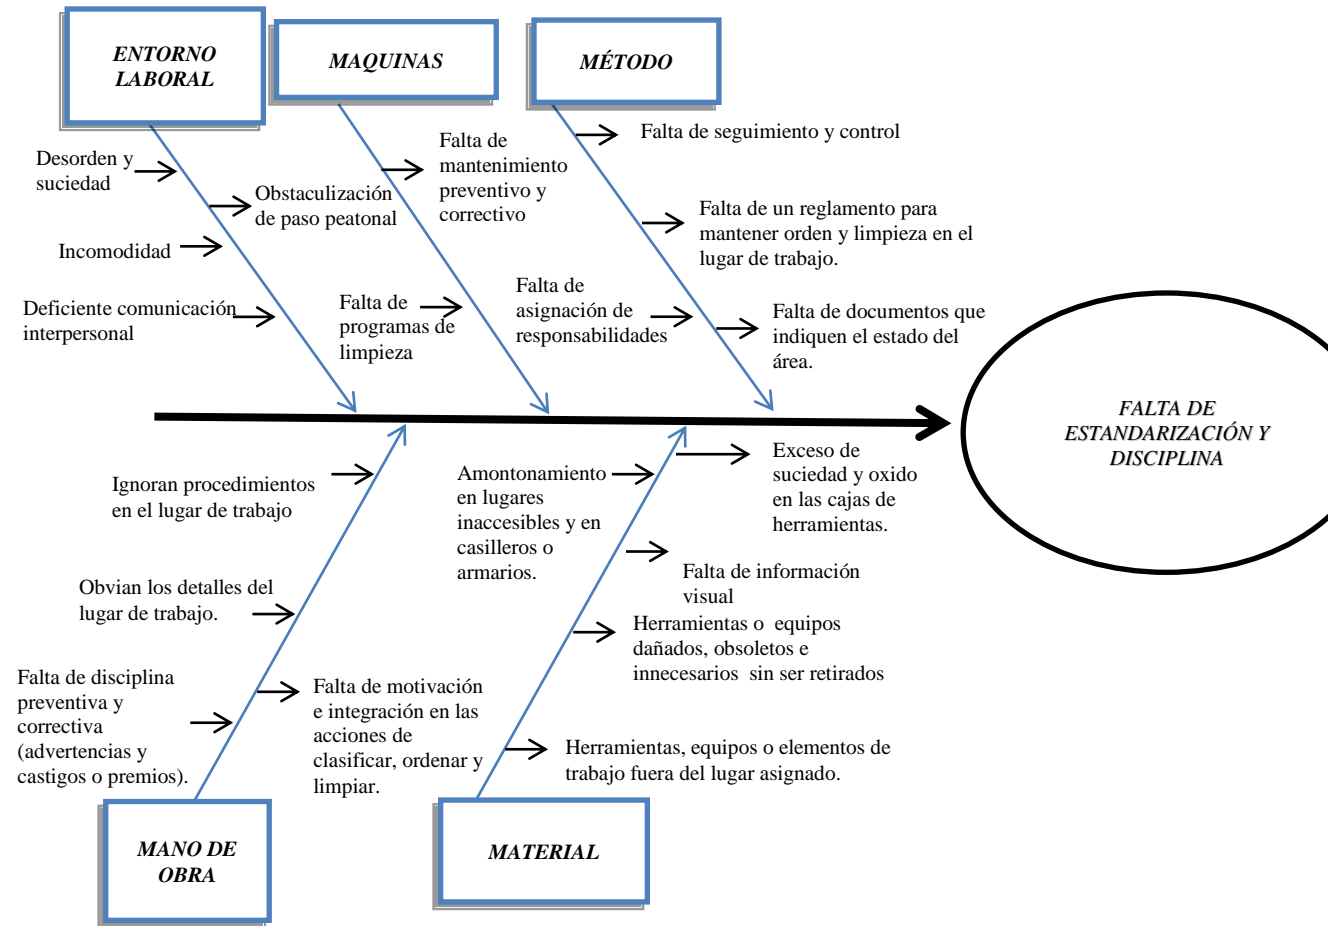 ENTORNO
LABORAL
MAQUINAS
MÉTODO
Desorden y
suciedad
Obstaculización
de paso peatonal
Incomodidad
Deficiente comunicación
interpersonal
Falta de
mantenimiento
preventivo y
correctivo
Falta de
programas de
limpieza
Falta de seguimiento y control
Falta de un reglamento para
mantener orden y limpieza en el
lugar de trabajo.
Falta de
asignación de
responsabilidades
Falta de documentos que
indiquen el estado del
área.
FALTA DE
ESTANDARIZACIÓN Y
DISCIPLINA
Ignoran procedimientos
en el lugar de trabajo
Obvian los detalles del
lugar de trabajo.
Falta de disciplina
preventiva y
correctiva
(advertencias y
castigos o premios).
Falta de motivación
e integración en las
acciones de
clasificar, ordenar y
limpiar.
Amontonamiento
en lugares
inaccesibles y en
casilleros o
armarios.
Exceso de
suciedad y oxido
en las cajas de
herramientas.
Falta de información
visual
Herramientas o equipos
dañados, obsoletos e
innecesarios sin ser retirados
Herramientas, equipos o elementos de
trabajo fuera del lugar asignado.
MANO DE
OBRA
MATERIAL